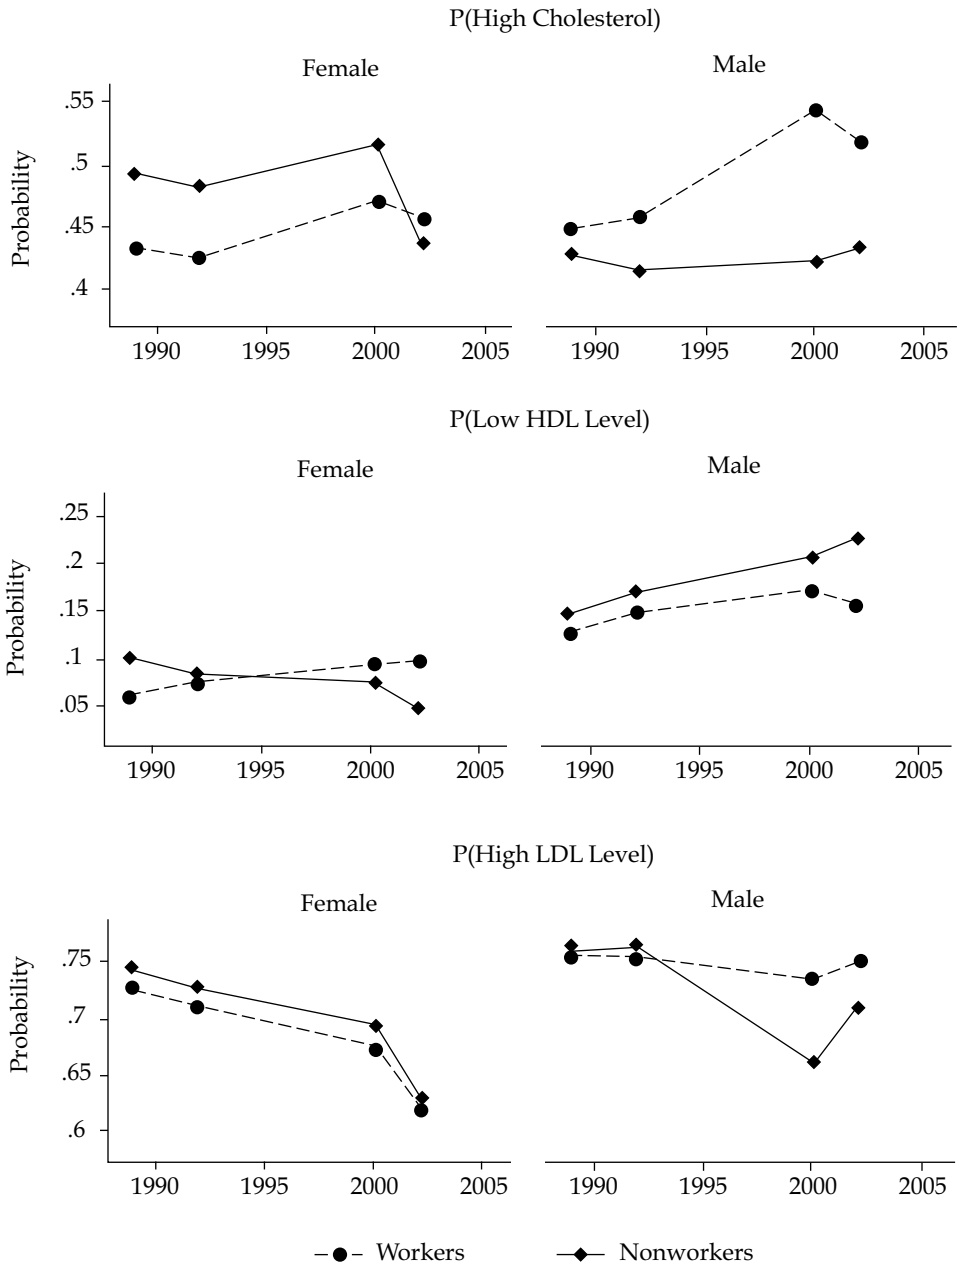 P(High Cholesterol)
Female
Male
Probability
.55
.5
.45
.4
1990 1995 2000 2005
1990 1995 2000 2005
P(Low HDL Level)
Female
Male
Probability
.25
.2
.15
.1
.05
1990 1995 2000 2005
1990 1995 2000 2005
P(High LDL Level)
Female
Male
Probability
.75
.7
.65
.6
1990 1995 2000 2005
1990 1995 2000 2005
Workers
Nonworkers